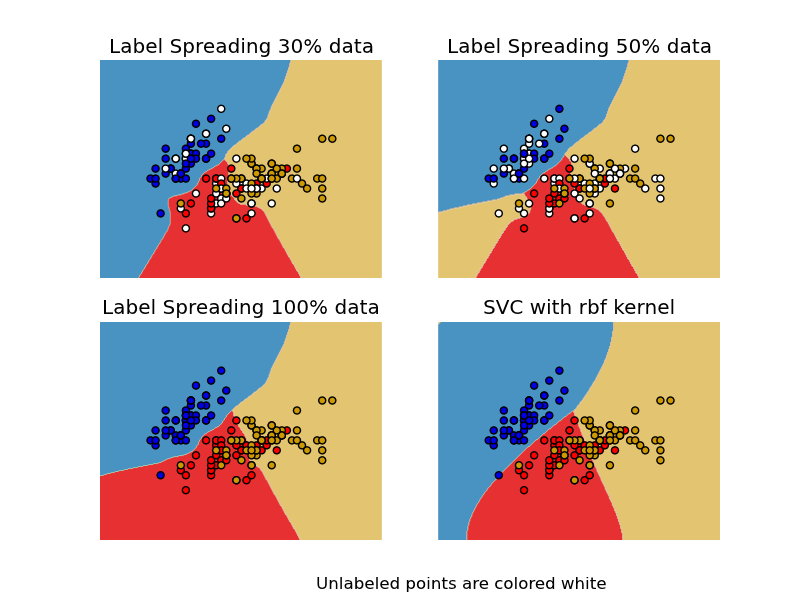 Label Spreading 30% data
Label Spreading 50% data
Label Spreading 100% data
SVC with rbf kernel
Unlabeled points are colored white